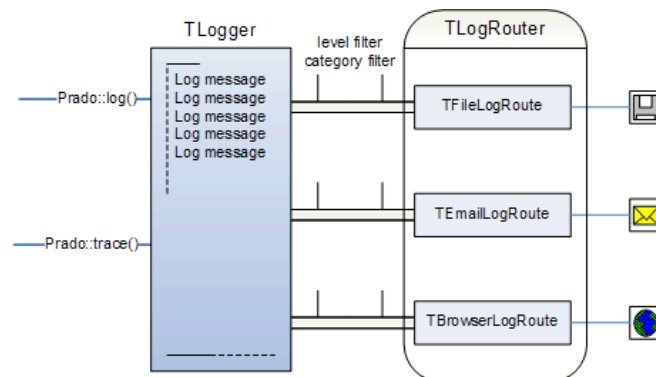 TLogger
TLogRouter
level filter
category filter
Log message
Log message
Log message
Log message
Log message
Prado::log()
TFileLogRoute
TEmailLogRoute
Prado::trace()
TBrowserLogRoute